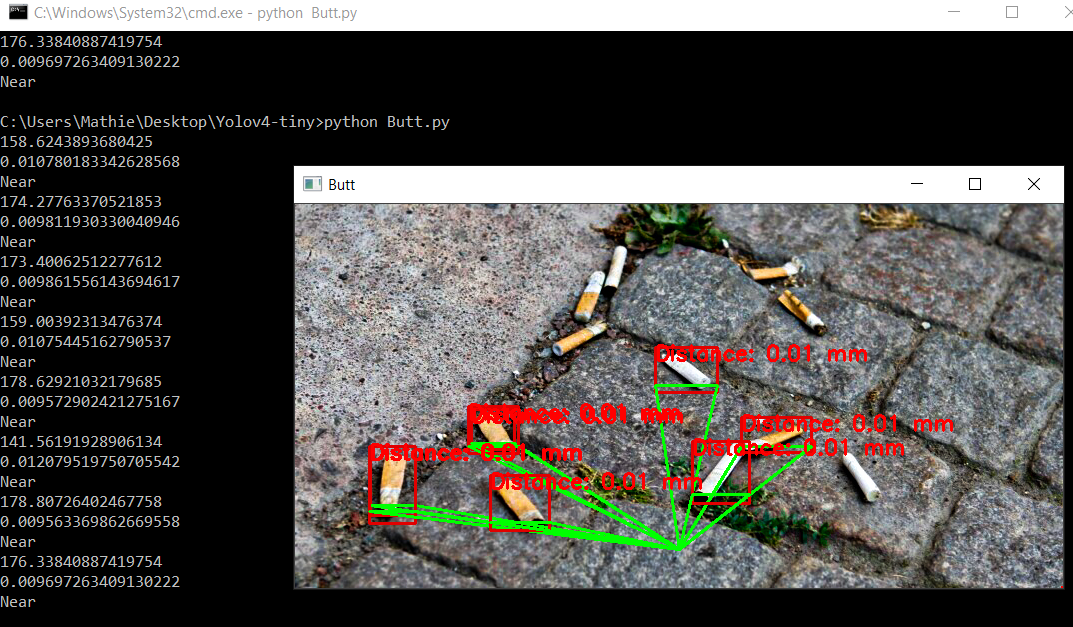 C:\Windows\System32\cmd.exe - python  Butt.py
176.33840887419754
0.009697263409130222
Near
C:\Users\Mathie\Desktop\Yolov4-tiny>python Butt.py
158.6243893680425
0.010780183342628568
Near
174.27763370521853
0.009811930330040946
Near
173.40062512277612
0.009861556143694617
Near
159.00392313476374
0.01075445162790537
Near
178.62921032179685
0.009572902421275167
Near
141.56191928906134
0.012079519750705542
Near
178.80726402467758
0.009563369862669558
Near
176.33840887419754
0.009697263409130222
Near
Butt
Distance: 0.01 mm
Distance: 0.01 mm
Distance: 0.01 mm
Distance: 0.01 mm
Distance: 0.01 mm
Distance: 0.01 mm